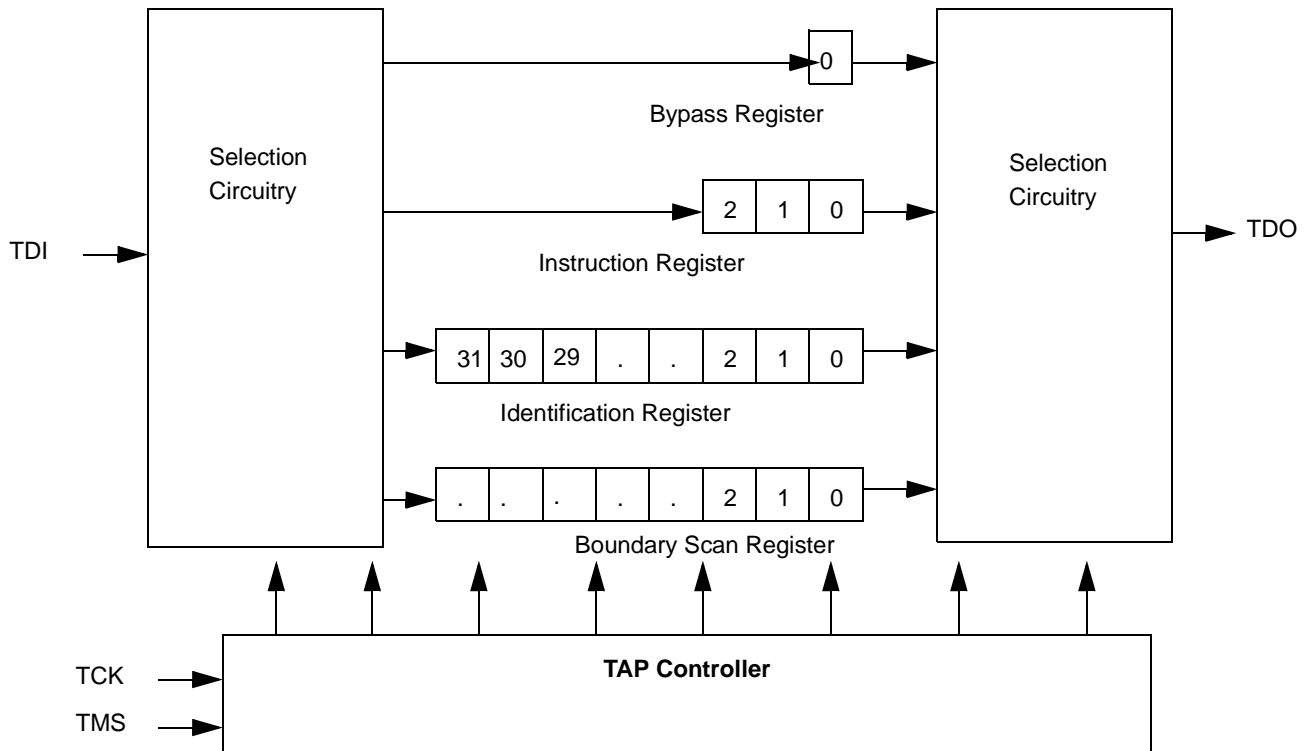 0
Bypass Register
Selection
Circuitry
Selection
Circuitry
2 1 0
TDI
TDO
Instruction Register
31 30 29 . . 2 1 0
Identification Register
. . . . . 2 1 0
Boundary Scan Register
TAP Controller
TCK
TMS